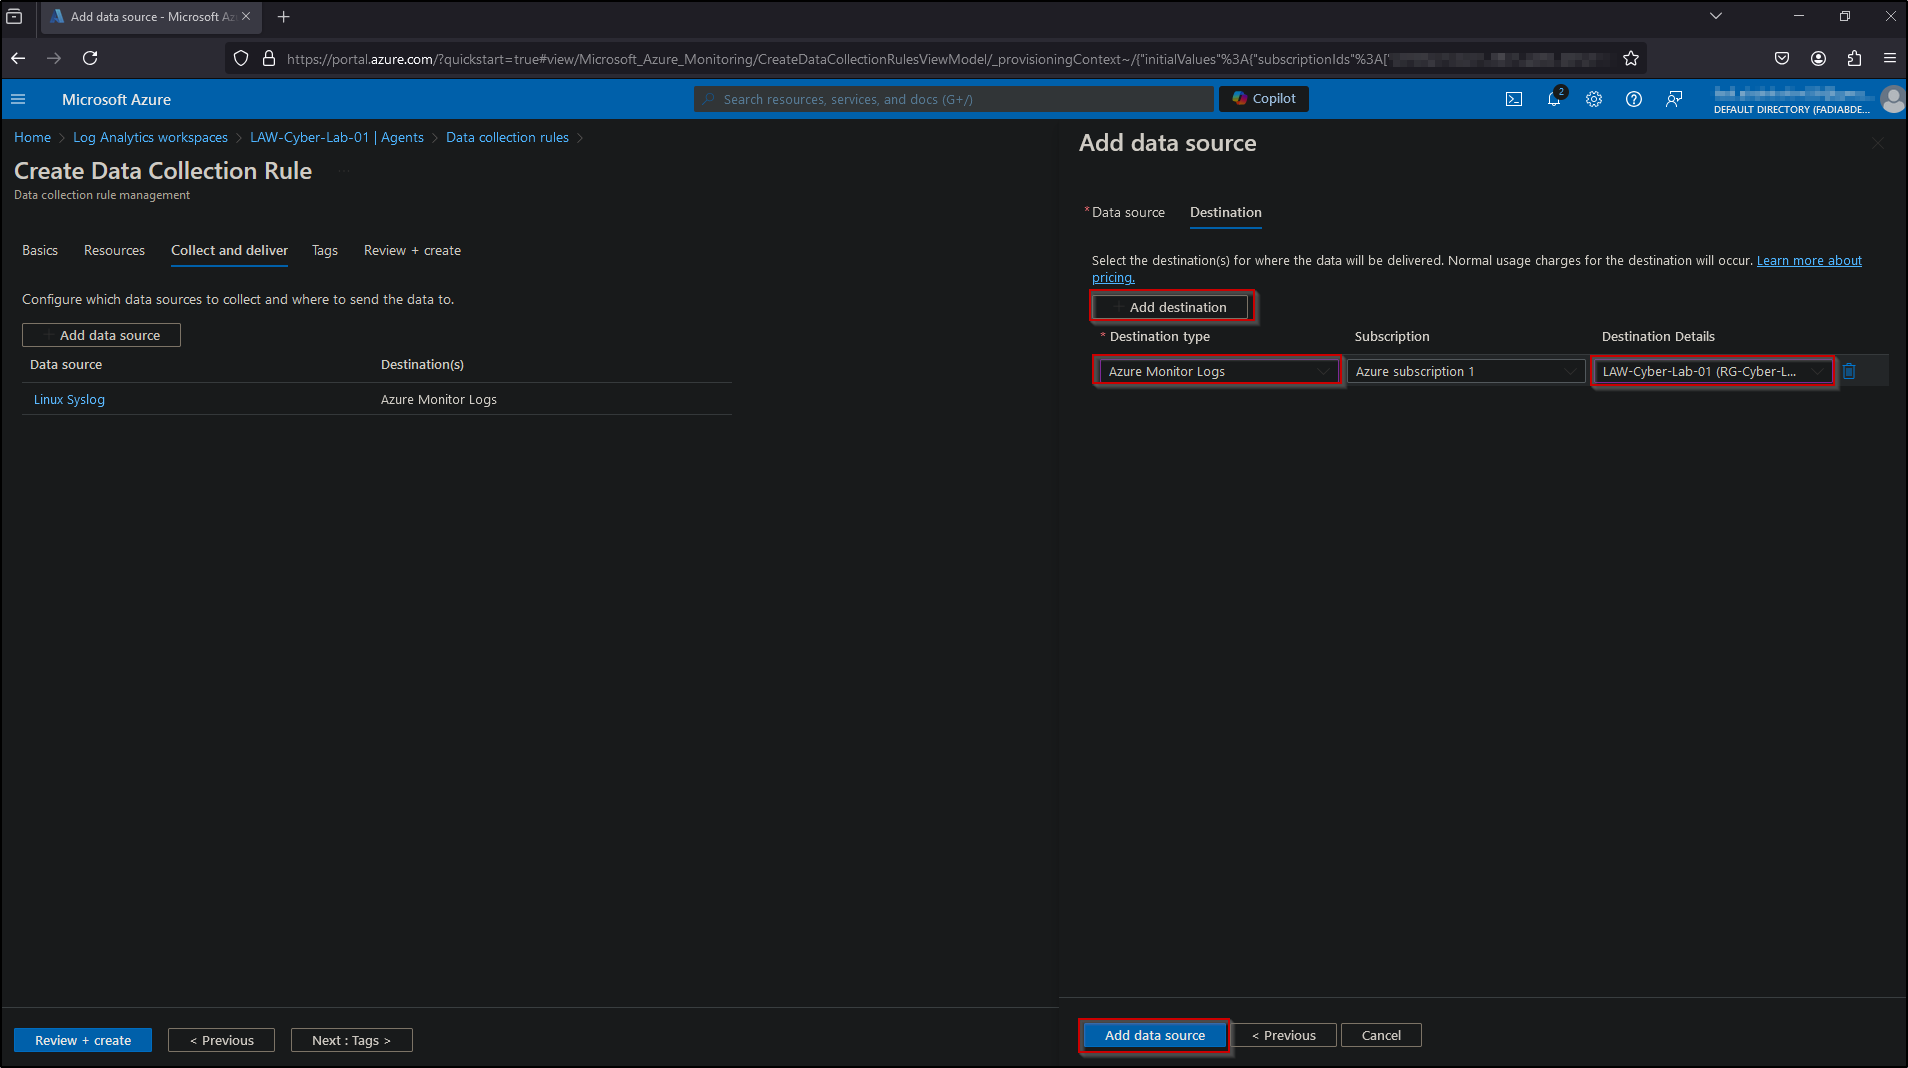 Add data source - Microsoft Az
https://portal.azure.com/?quickstart=true#view/Microsoft_Azure_Monitoring/CreateDataCollectionRulesViewModel/_provisioningContext~/{"initialValues"%3A{"subscriptionIds"%3A['
Microsoft Azure
Search resources, services, and docs (G+/)
Copilot
2
DEFAULT DIRECTORY (FADIABDE...
Home > Log Analytics workspaces > LAW-Cyber-Lab-01 | Agents > Data collection rules >
Create Data Collection Rule ...
Data collection rule management
Basics Resources Collect and deliver Tags Review + create
Configure which data sources to collect and where to send the data to.
+ Add data source
Data source Destination(s)
Linux Syslog Azure Monitor Logs
Review + create < Previous Next : Tags >
Add data source
* Data source Destination
Select the destination(s) for where the data will be delivered. Normal usage charges for the destination will occur. Learn more about
pricing.
+ Add destination
* Destination type Subscription Destination Details
Azure Monitor Logs Azure subscription 1 LAW-Cyber-Lab-01 (RG-Cyber-L...
Add data source < Previous Cancel